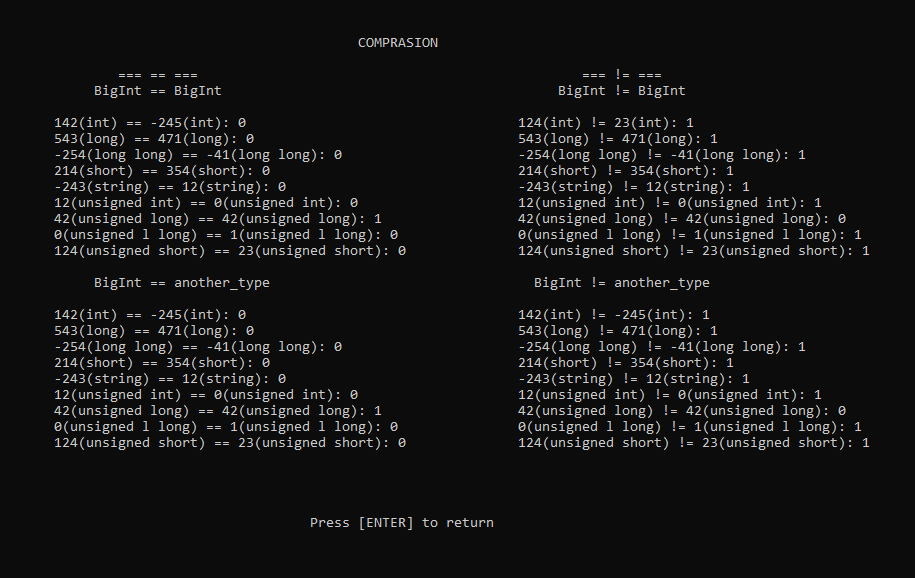 COMPRASION
=== == ===
BigInt == BigInt
142(int) == -245(int): 0
543(long) == 471(long): 0
-254(long long) == -41(long long): 0
214(short) == 354(short): 0
-243(string) == 12(string): 0
12(unsigned int) == 0(unsigned int): 0
42(unsigned long) == 42(unsigned long): 1
0(unsigned l long) == 1(unsigned l long): 0
124(unsigned short) == 23(unsigned short): 0
BigInt == another_type
142(int) == -245(int): 0
543(long) == 471(long): 0
-254(long long) == -41(long long): 0
214(short) == 354(short): 0
-243(string) == 12(string): 0
12(unsigned int) == 0(unsigned int): 0
42(unsigned long) == 42(unsigned long): 1
0(unsigned l long) == 1(unsigned l long): 0
124(unsigned short) == 23(unsigned short): 0
=== != ===
BigInt != BigInt
124(int) != 23(int): 1
543(long) != 471(long): 1
-254(long long) != -41(long long): 1
214(short) != 354(short): 1
-243(string) != 12(string): 1
12(unsigned int) != 0(unsigned int): 1
42(unsigned long) != 42(unsigned long): 0
0(unsigned l long) != 1(unsigned l long): 1
124(unsigned short) != 23(unsigned short): 1
BigInt != another_type
142(int) != -245(int): 1
543(long) != 471(long): 1
-254(long long) != -41(long long): 1
214(short) != 354(short): 1
-243(string) != 12(string): 1
12(unsigned int) != 0(unsigned int): 1
42(unsigned long) != 42(unsigned long): 0
0(unsigned l long) != 1(unsigned l long): 1
124(unsigned short) != 23(unsigned short): 1
Press [ENTER] to return